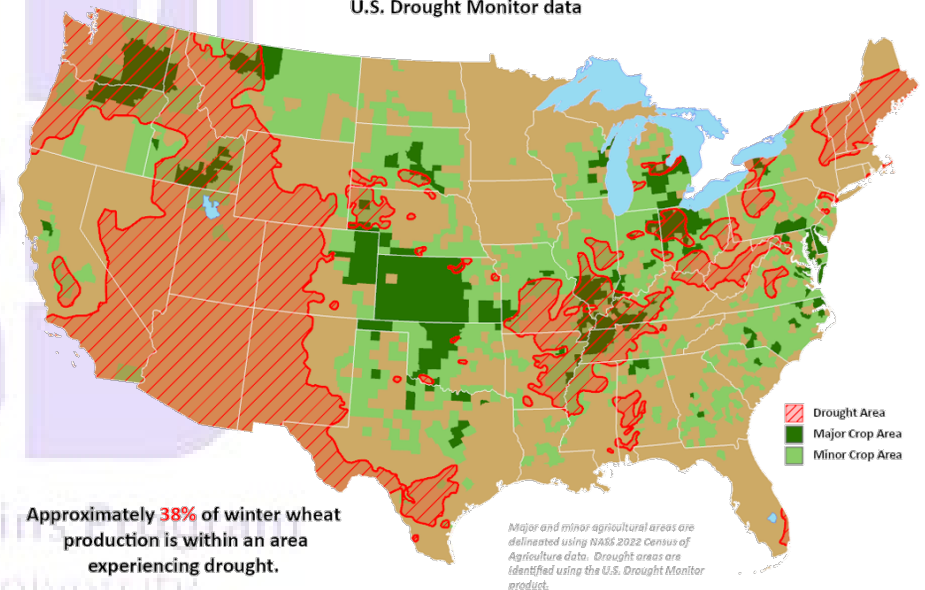 U.S. Drought Monitor data
Drought Area
Major Crop Area
Minor Crop Area
Approximately 38% of winter wheat
production is within an area
experiencing drought.
Major and minor agricultural areas are
delineated using NASS 2022 Census of
Agriculture data. Drought areas are
identified using the U.S. Drought Monitor
product.